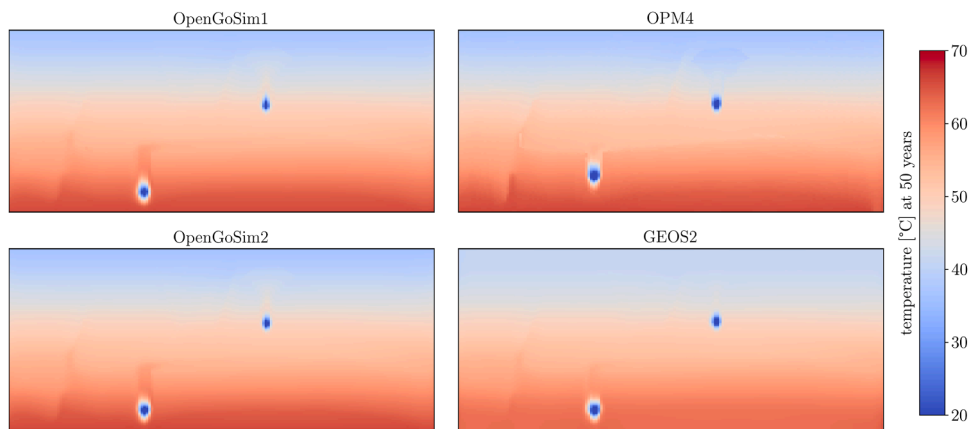 OpenGoSim1
OPM4
OpenGoSim2
GEOS2
70
60
50
40
30
20
temperature [°C] at 50 years